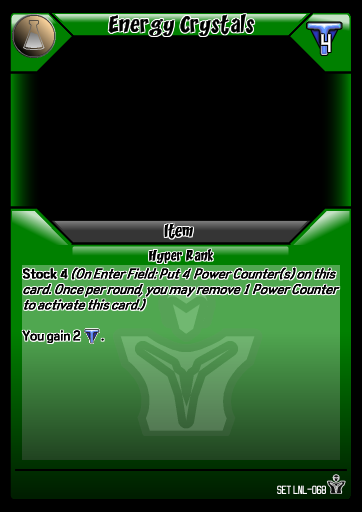 Energy Crystals
4
Item
Hyper Rank
Stock 4 (On Enter Field: Put 4 Power Counter(s) on this
card. Once per round, you may remove 1 Power Counter
to activate this card.)
You gain 2 .
SET LNL-068